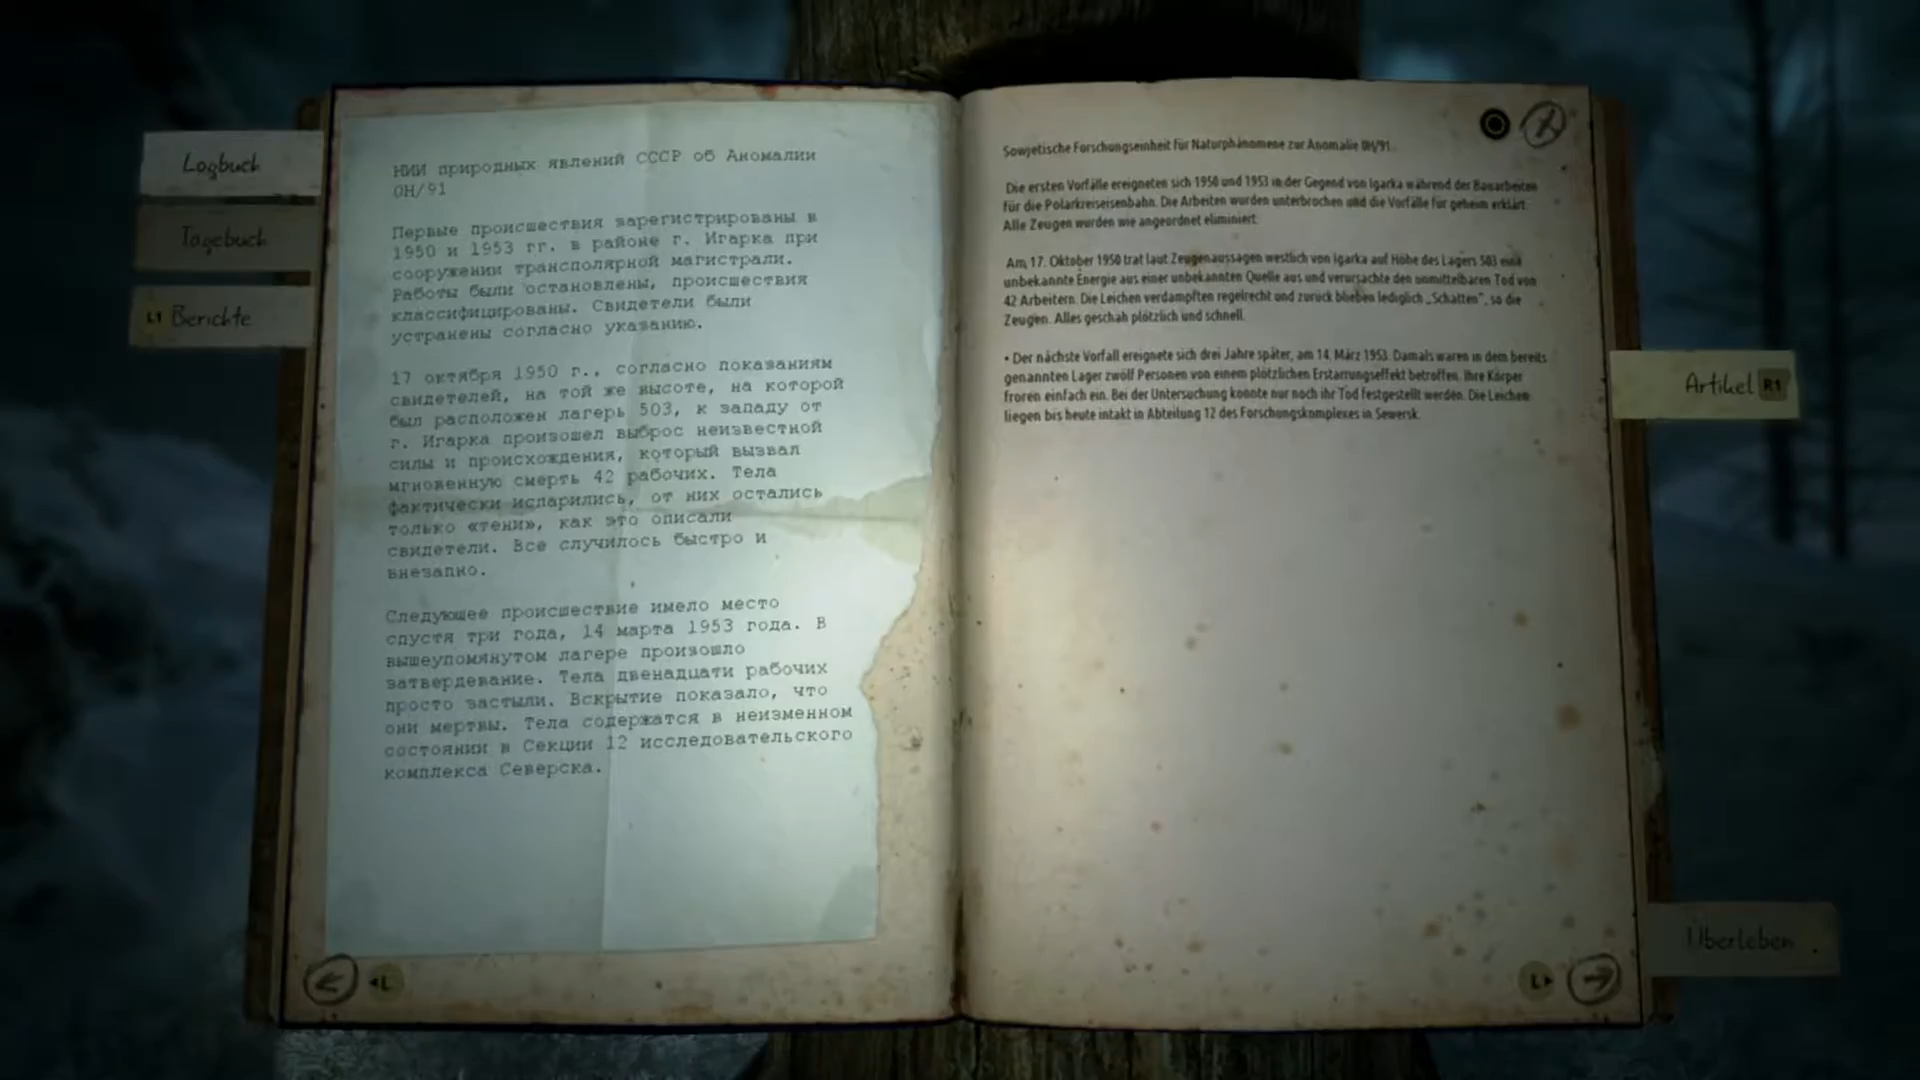 Logbuch
Tagebuch
L1 Berichte
НИИ природных явлений СССР об Аномалии
0Н/91
Первые происшествия зарегистрированы в
1950 и 1953 гг. в районе г. Игарка при
сооружении трансполярной магистрали.
Работы были остановлены, происшествия
классифицированы. Свидетели были
устранены согласно указанию.
17 октября 1950 г., согласно показаниям
свидетелей, на той же высоте, на которой
был расположен лагерь 503, к западу от
г. Игарка произошел выброс неизвестной
силы и происхождения, который вызвал
мгновенную смерть 42 рабочих. Тела
фактически испарились, от них остались
только «тени», как это описали
свидетели. Все случилось быстро и
внезапно.
Следующее происшествие имело место
спустя три года, 14 марта 1953 года. В
вышеупомянутом лагере произошло
затвердевание. Тела двенадцати рабочих
просто застыли. Вскрытие показало, что
они мертвы. Тела содержатся в неизменном
состоянии в Секции 12 исследовательского
комплекса Северска.
L
Sowjetische Forschungseinheit für Naturphänomene zur Anomalie 0H/91
Die ersten Vorfälle ereigneten sich 1950 und 1953 in der Gegend von Igarka während der Bauarbeiten
für die Polarkreiseisenbahn. Die Arbeiten wurden unterbrochen und die Vorfälle für geheim erklärt.
Alle Zeugen wurden wie angeordnet eliminiert.
Am 17. Oktober 1950 trat laut Zeugenaussagen westlich von Igarka auf Höhe des Lagers 503 eine
unbekannte Energie aus einer unbekannten Quelle aus und verursachte den unmittelbaren Tod von
42 Arbeitern. Die Leichen verdampften regelrecht und zurück blieben lediglich „Schatten“, so die
Zeugen. Alles geschah plötzlich und schnell.
• Der nächste Vorfall ereignete sich drei Jahre später, am 14. März 1953. Damals waren in dem bereits
genannten Lager zwölf Personen von einem plötzlichen Erstarrungseffekt betroffen. Ihre Körper
froren einfach ein. Bei der Untersuchung konnte nur noch ihr Tod festgestellt werden. Die Leichen
liegen bis heute intakt in Abteilung 12 des Forschungskomplexes in Sewersk.
L
Artikel R1
Überleben